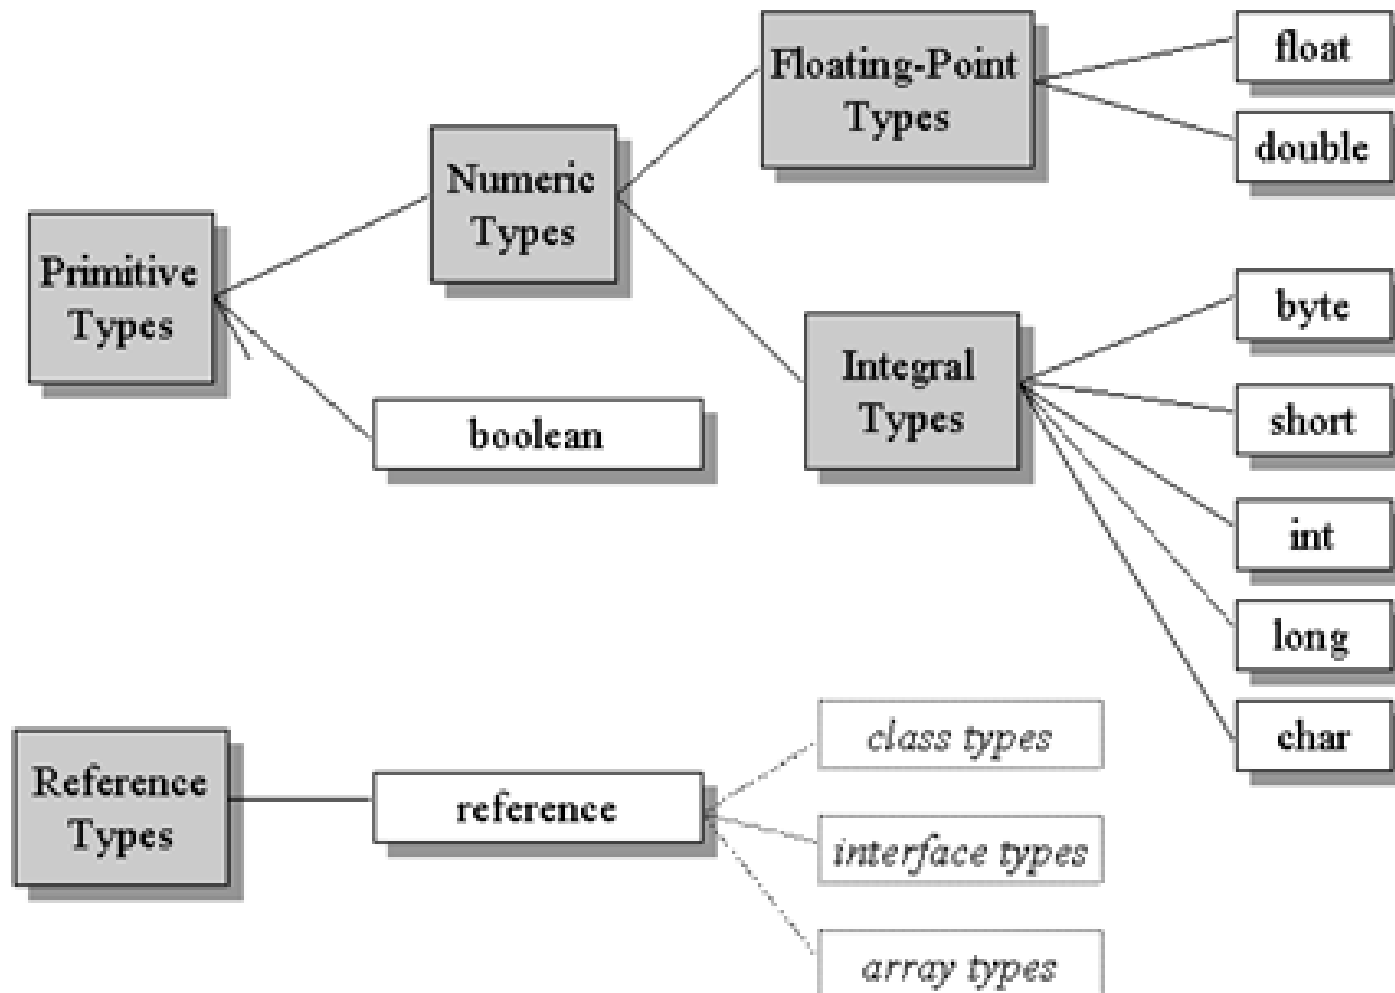 Floating-Point
Types
float
double
Numeric
Types
Primitive
Types
boolean
Integral
Types
byte
short
int
long
char
Reference
Types
reference
class types
interface types
array types